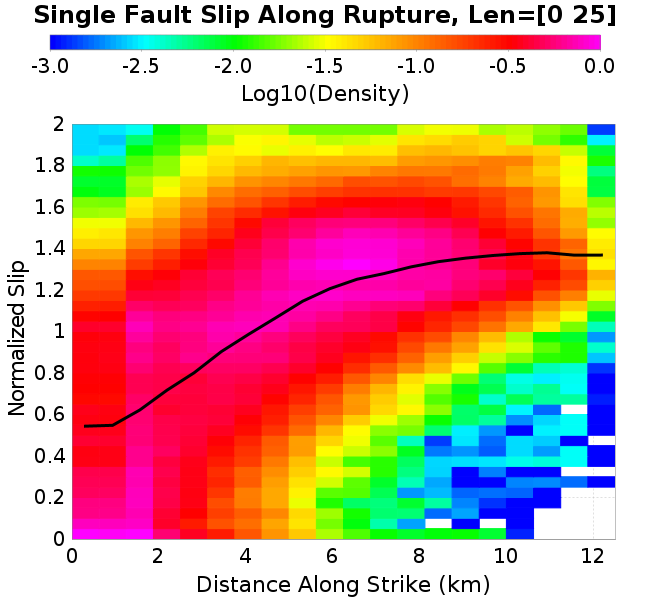 Single Fault Slip Along Rupture, Len=[0 25]
-3.0 -2.5 -2.0 -1.5 -1.0 -0.5 0.0
Log10(Density)
Normalized Slip
2
1.8
1.6
1.4
1.2
1
0.8
0.6
0.4
0.2
0
0 2 4 6 8 10 12
Distance Along Strike (km)